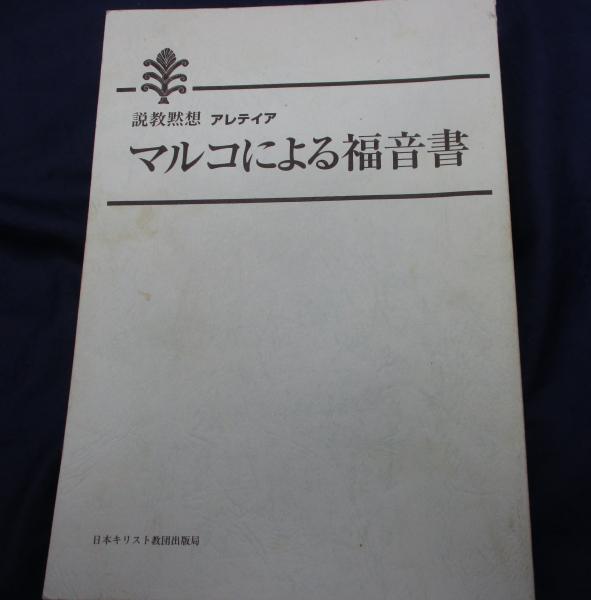 説教黙想 アレテイア
マルコによる福音書
日本キリスト教団出版局